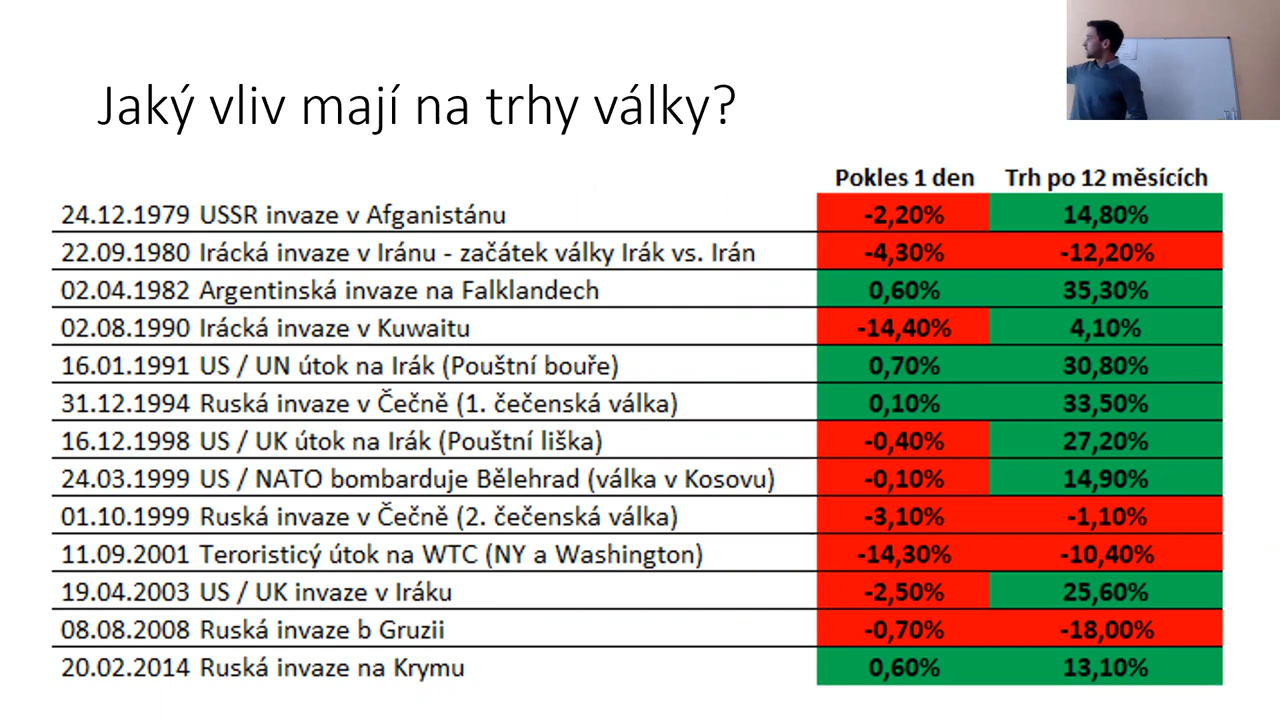 Jaký vliv mají na trhy války?
Pokles 1 den Trh po 12 měsících
24.12.1979 USSR invaze v Afganistánu -2,20% 14,80%
22.09.1980 Irácká invaze v Iránu - začátek války Irák vs. Irán -4,30% -12,20%
02.04.1982 Argentinská invaze na Falklandech 0,60% 35,30%
02.08.1990 Irácká invaze v Kuwaitu -14,40% 4,10%
16.01.1991 US / UN útok na Irák (Pouštní bouře) 0,70% 30,80%
31.12.1994 Ruská invaze v Čečně (1. čečenská válka) 0,10% 33,50%
16.12.1998 US / UK útok na Irák (Pouštní liška) -0,40% 27,20%
24.03.1999 US / NATO bombarduje Bělehrad (válka v Kosovu) -0,10% 14,90%
01.10.1999 Ruská invaze v Čečně (2. čečenská válka) -3,10% -1,10%
11.09.2001 Teroristicý útok na WTC (NY a Washington) -14,30% -10,40%
19.04.2003 US / UK invaze v Iráku -2,50% 25,60%
08.08.2008 Ruská invaze b Gruzii -0,70% -18,00%
20.02.2014 Ruská invaze na Krymu 0,60% 13,10%